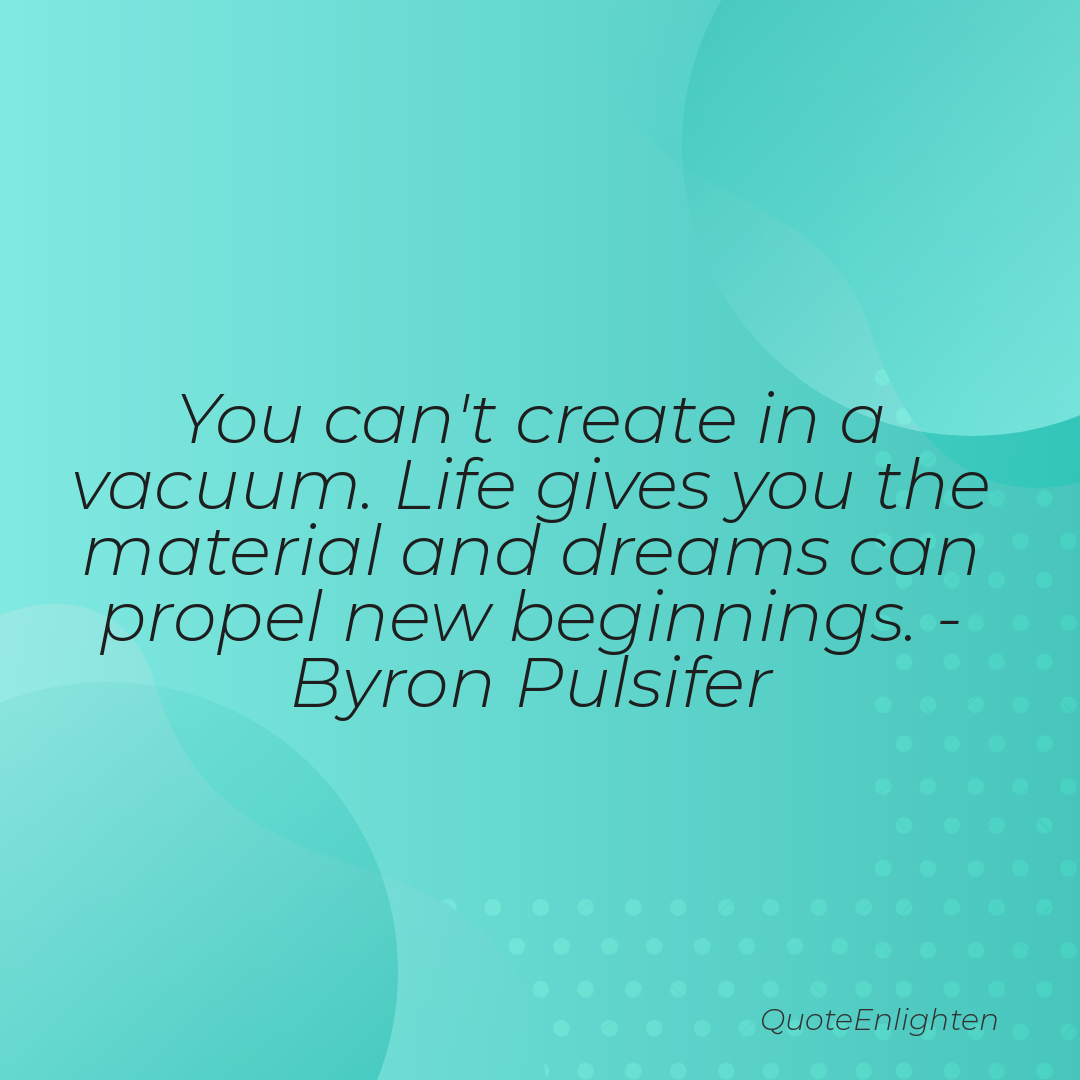 You can't create in a
vacuum. Life gives you the
material and dreams can
propel new beginnings. -
Byron Pulsifer
QuoteEnlighten